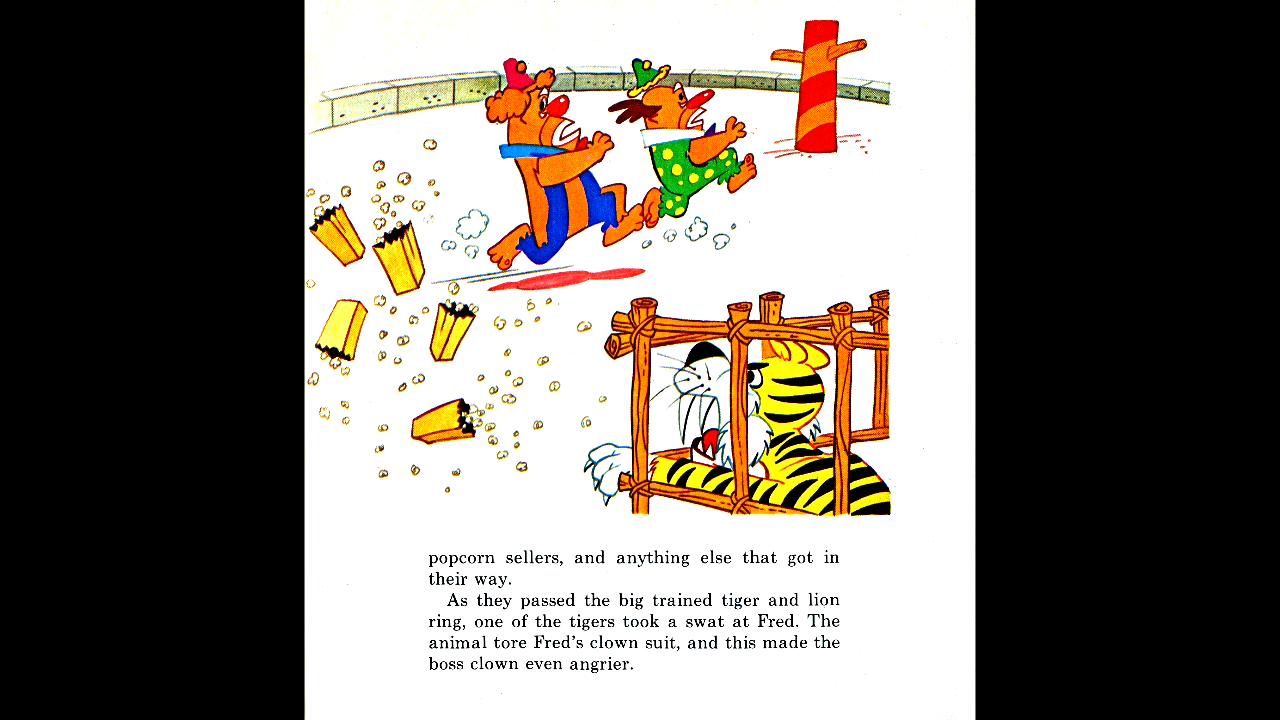 popcorn sellers, and anything else that got in
their way.
As they passed the big trained tiger and lion
ring, one of the tigers took a swat at Fred. The
animal tore Fred's clown suit, and this made the
boss clown even angrier.